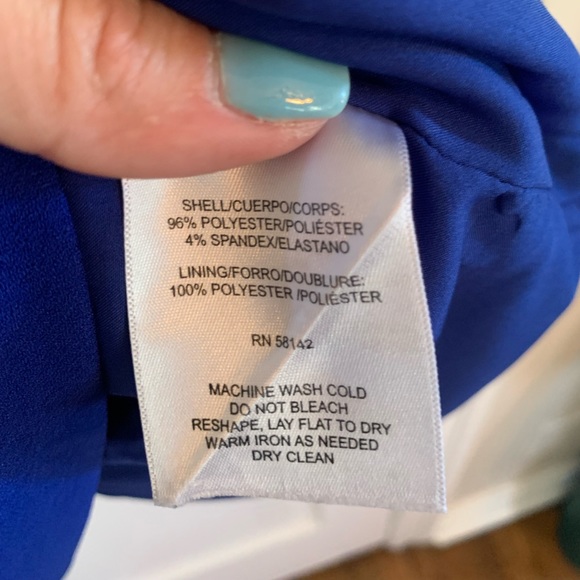 SHELL/CUERPO/CORPS:
96% POLYESTER/POLIÉSTER
4% SPANDEX/ELASTANO
LINING/FORRO/DOUBLURE:
100% POLYESTER /POLIÉSTER
RN 58142
MACHINE WASH COLD
DO NOT BLEACH
RESHAPE, LAY FLAT TO DRY
WARM IRON AS NEEDED
DRY CLEAN